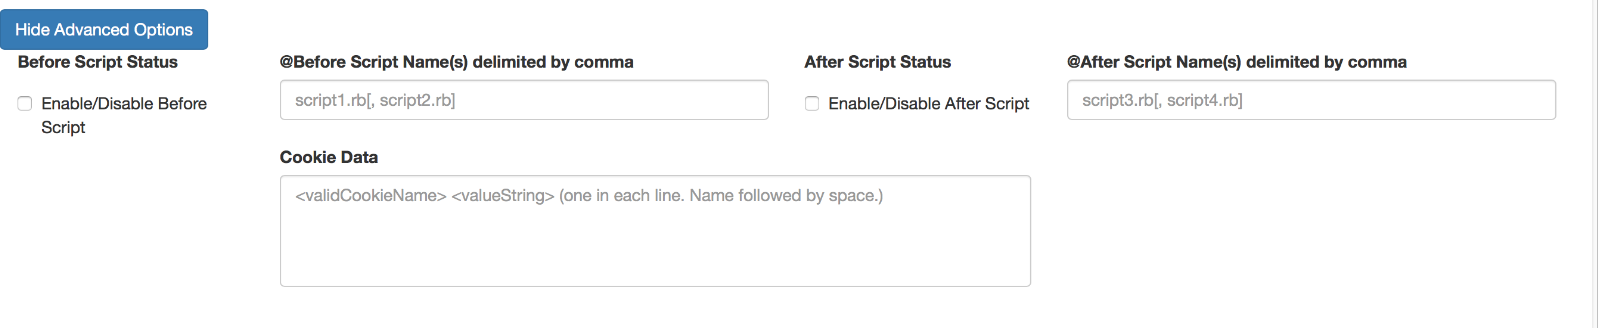 Hide Advanced Options
Before Script Status
@Before Script Name(s) delimited by comma
After Script Status
@After Script Name(s) delimited by comma
Enable/Disable Before
Script
script1.rb[, script2.rb]
Enable/Disable After Script
script3.rb[, script4.rb]
Cookie Data
<validCookieName> <valueString> (one in each line. Name followed by space.)